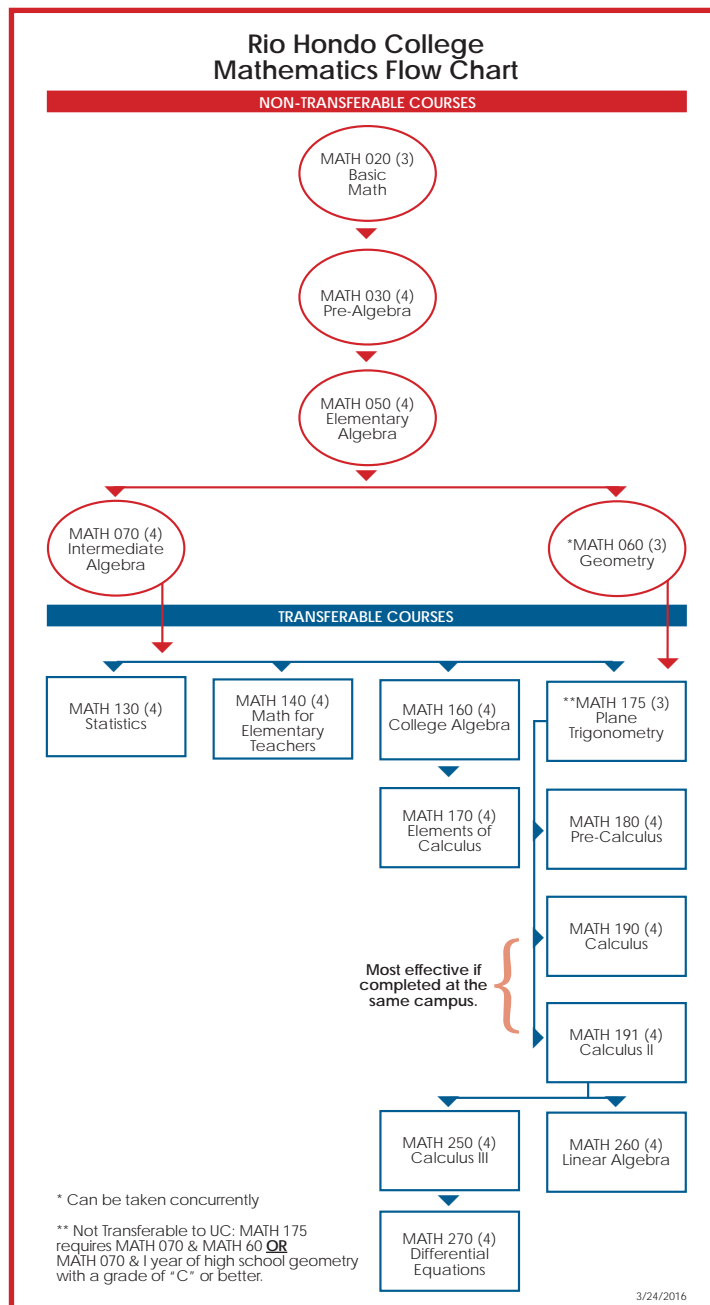 Rio Hondo College
Mathematics Flow Chart
NON-TRANSFERABLE COURSES
MATH 020 (3)
Basic
Math
MATH 030 (4)
Pre-Algebra
MATH 050 (4)
Elementary
Algebra
MATH 070 (4)
Intermediate
Algebra
*MATH 060 (3)
Geometry
TRANSFERABLE COURSES
MATH 130 (4)
Statistics
MATH 140 (4)
Math for
Elementary
Teachers
MATH 160 (4)
College Algebra
**MATH 175 (3)
Plane
Trigonometry
MATH 170 (4)
Elements of
Calculus
MATH 180 (4)
Pre-Calculus
MATH 190 (4)
Calculus
Most effective if
completed at the
same campus.
MATH 191 (4)
Calculus II
MATH 250 (4)
Calculus III
MATH 260 (4)
Linear Algebra
MATH 270 (4)
Differential
Equations
* Can be taken concurrently
** Not Transferable to UC: MATH 175
requires MATH 070 & MATH 60 OR
MATH 070 & I year of high school geometry
with a grade of "C" or better.
3/24/2016